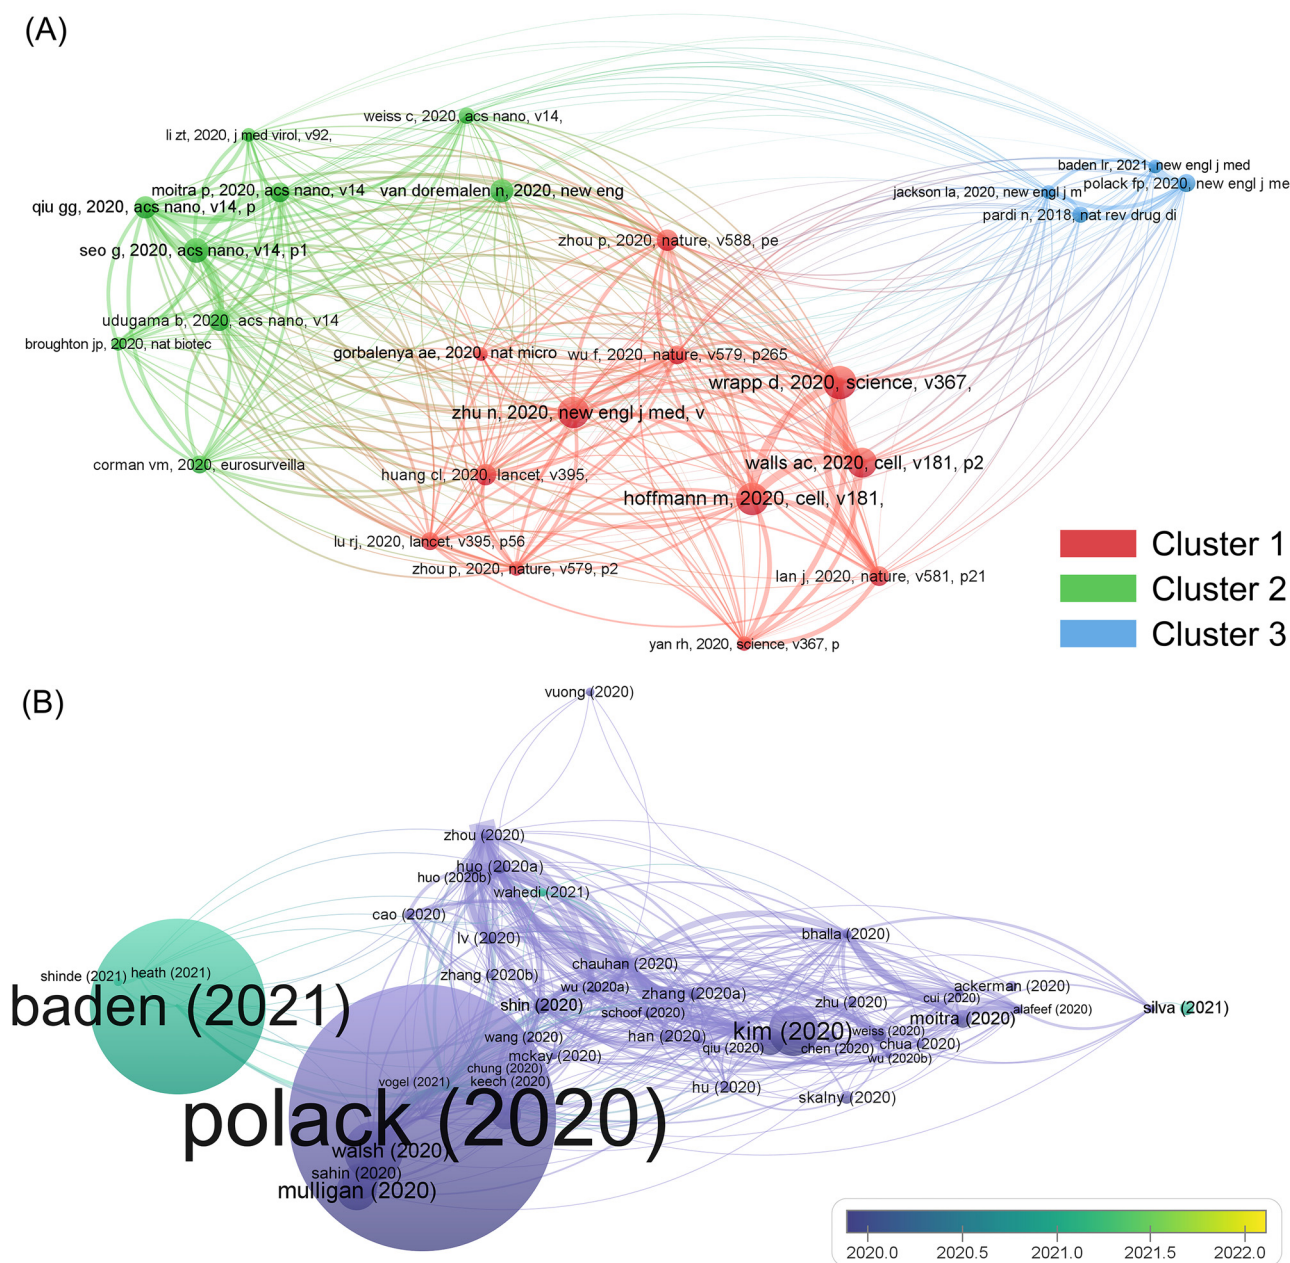 (A)
weiss c, 2020, acs nano, v14,
li zt, 2020, j med virol, v92,
baden lr, 2021, new engl j med
moitra p, 2020, acs nano, v14
van doremalen n, 2020, new eng
jackson la, 2020, new engl j m
polack fp, 2020, new engl j me
qiu gg, 2020, acs nano, v14, p
pardi n, 2018, nat rev drug di
zhou p, 2020, nature, v588, pe
seo g, 2020, acs nano, v14, p1
udugama b, 2020, acs nano, v14
broughton jp, 2020, nat biotec
gorbalenya ae, 2020, nat micro
wu f, 2020, nature, v579, p265
wrapp d, 2020, science, v367,
zhu n, 2020, new engl j med, v
corman vm, 2020, eurosurveilla
huang cl, 2020, lancet, v395,
walls ac, 2020, cell, v181, p2
hoffmann m, 2020, cell, v181,
lu rj, 2020, lancet, v395, p56
zhou p, 2020, nature, v579, p2
lan j, 2020, nature, v581, p21
yan rh, 2020, science, v367, p
Cluster 1
Cluster 2
Cluster 3
(B)
vuong (2020)
zhou (2020)
huo (2020a)
huo (2020b)
wahedi (2021)
cao (2020)
lv (2020)
bhalla (2020)
chauhan (2020)
shinde (2021)
heath (2021)
zhang (2020b)
wu (2020a)
zhang (2020a)
ackerman (2020)
cui (2020)
baden (2021)
shin (2020)
schoof (2020)
zhu (2020)
alafeef (2020)
silva (2021)
moitra (2020)
kim (2020)
weiss (2020)
wang (2020)
han (2020)
qiu (2020)
chen (2020)
chua (2020)
mckay (2020)
wu (2020b)
chung (2020)
vogel (2021)
keech (2020)
hu (2020)
skalny (2020)
polack (2020)
walsh (2020)
sahin (2020)
mulligan (2020)
2020.0
2020.5
2021.0
2021.5
2022.0